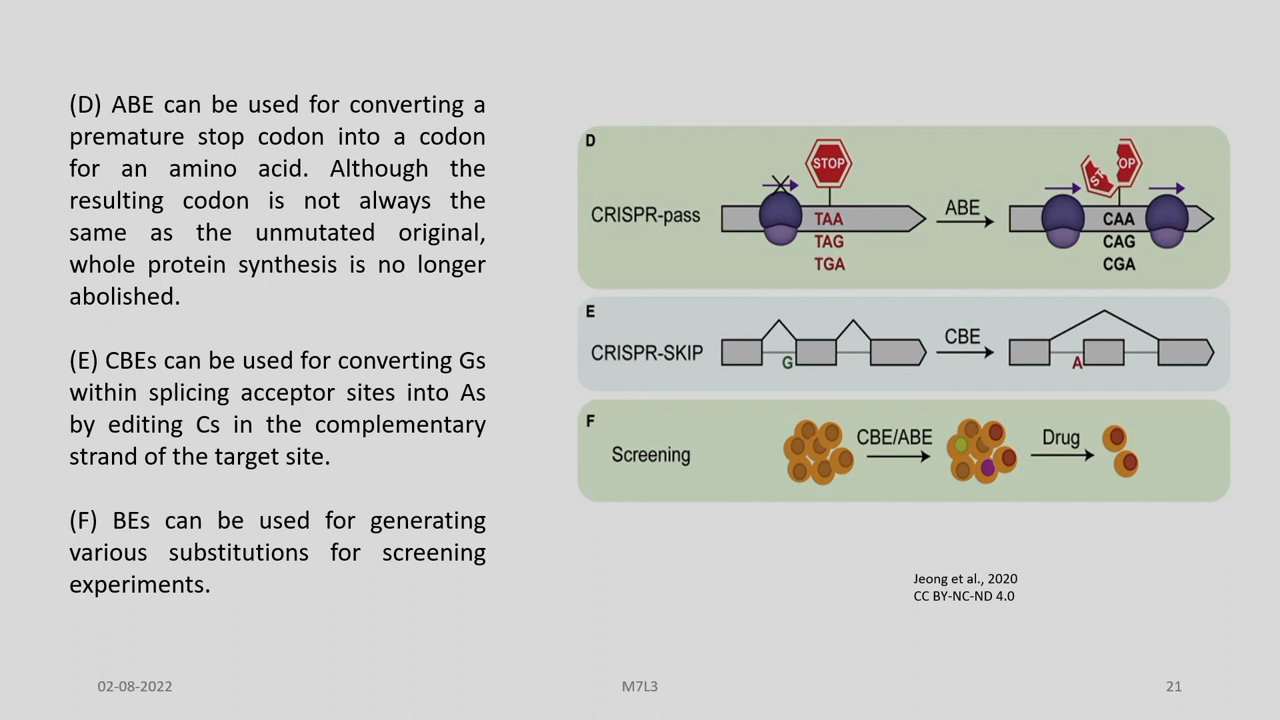 (D) ABE can be used for converting a
premature stop codon into a codon
for an amino acid. Although the
resulting codon is not always the
same as the unmutated original,
whole protein synthesis is no longer
abolished.
(E) CBEs can be used for converting Gs
within splicing acceptor sites into As
by editing Cs in the complementary
strand of the target site.
(F) BEs can be used for generating
various substitutions for screening
experiments.
D
CRISPR-pass
STOP
TAA
TAG
TGA
ABE
ST OP
CAA
CAG
CGA
E
CRISPR-SKIP
G
CBE
A
F
Screening
CBE/ABE
Drug
Jeong et al., 2020
CC BY-NC-ND 4.0
02-08-2022
M7L3
21